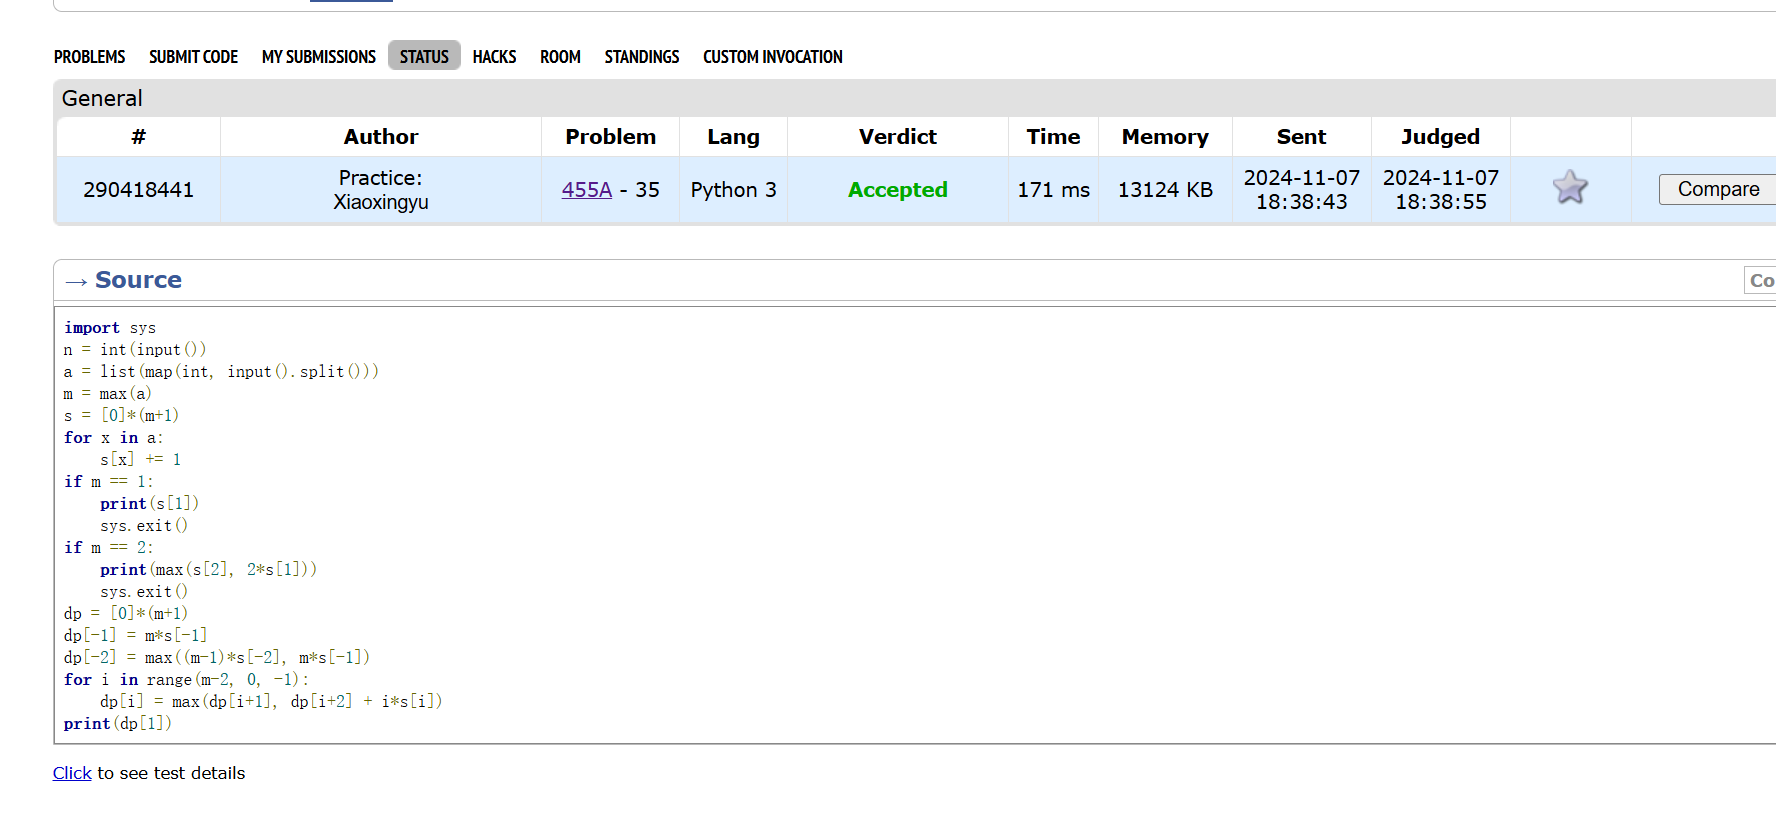 PROBLEMS SUBMIT CODE MY SUBMISSIONS STATUS HACKS ROOM STANDINGS CUSTOM INVOCATION
General
# Author Problem Lang Verdict Time Memory Sent Judged
290418441 Practice: Xiaoxingyu 455A - 35 Python 3 Accepted 171 ms 13124 KB 2024-11-07 18:38:43 2024-11-07 18:38:55 Compare
→ Source
Co
import sys
n = int(input())
a = list(map(int, input().split()))
m = max(a)
s = [0]*(m+1)
for x in a:
    s[x] += 1
if m == 1:
    print(s[1])
    sys.exit()
if m == 2:
    print(max(s[2], 2*s[1]))
    sys.exit()
dp = [0]*(m+1)
dp[-1] = m*s[-1]
dp[-2] = max((m-1)*s[-2], m*s[-1])
for i in range(m-2, 0, -1):
    dp[i] = max(dp[i+1], dp[i+2] + i*s[i])
print(dp[1])
Click to see test details